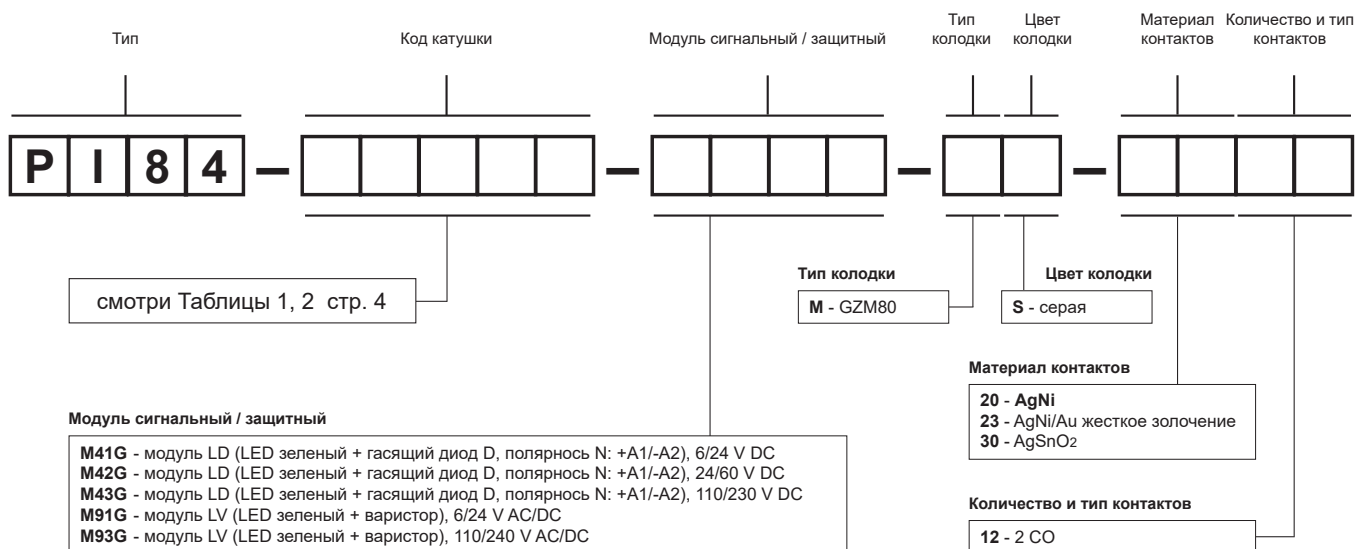 Тип
Код катушки
Модуль сигнальный / защитный
Тип колодки
Цвет колодки
Материал контактов
Количество и тип контактов
P I 8 4 – – – –
смотри Таблицы 1, 2 стр. 4
Тип колодки
M - GZM80
Цвет колодки
S - серая
Материал контактов
20 - AgNi
23 - AgNi/Au жесткое золочение
30 - AgSnO2
Модуль сигнальный / защитный
M41G - модуль LD (LED зеленый + гасящий диод D, полярнось N: +A1/-A2), 6/24 V DC
M42G - модуль LD (LED зеленый + гасящий диод D, полярнось N: +A1/-A2), 24/60 V DC
M43G - модуль LD (LED зеленый + гасящий диод D, полярнось N: +A1/-A2), 110/230 V DC
M91G - модуль LV (LED зеленый + варистор), 6/24 V AC/DC
M93G - модуль LV (LED зеленый + варистор), 110/240 V AC/DC
Количество и тип контактов
12 - 2 CO